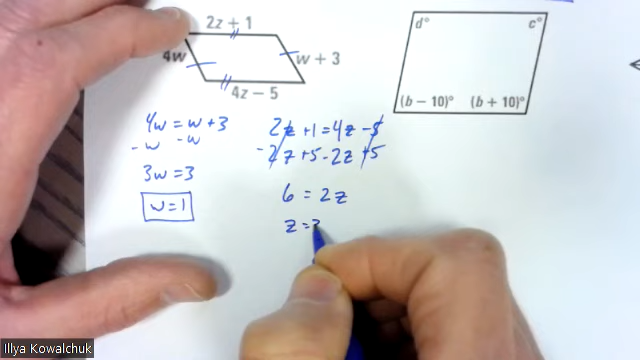 2z + 1
4w
w + 3
4z − 5
d°
c°
(b − 10)°
(b + 10)°
4w = w + 3
-w -w
3w = 3
w = 1
2z + 1 = 4z - 5
-2z + 5 - 2z + 5
6 = 2z
z =
Illya Kowalchuk